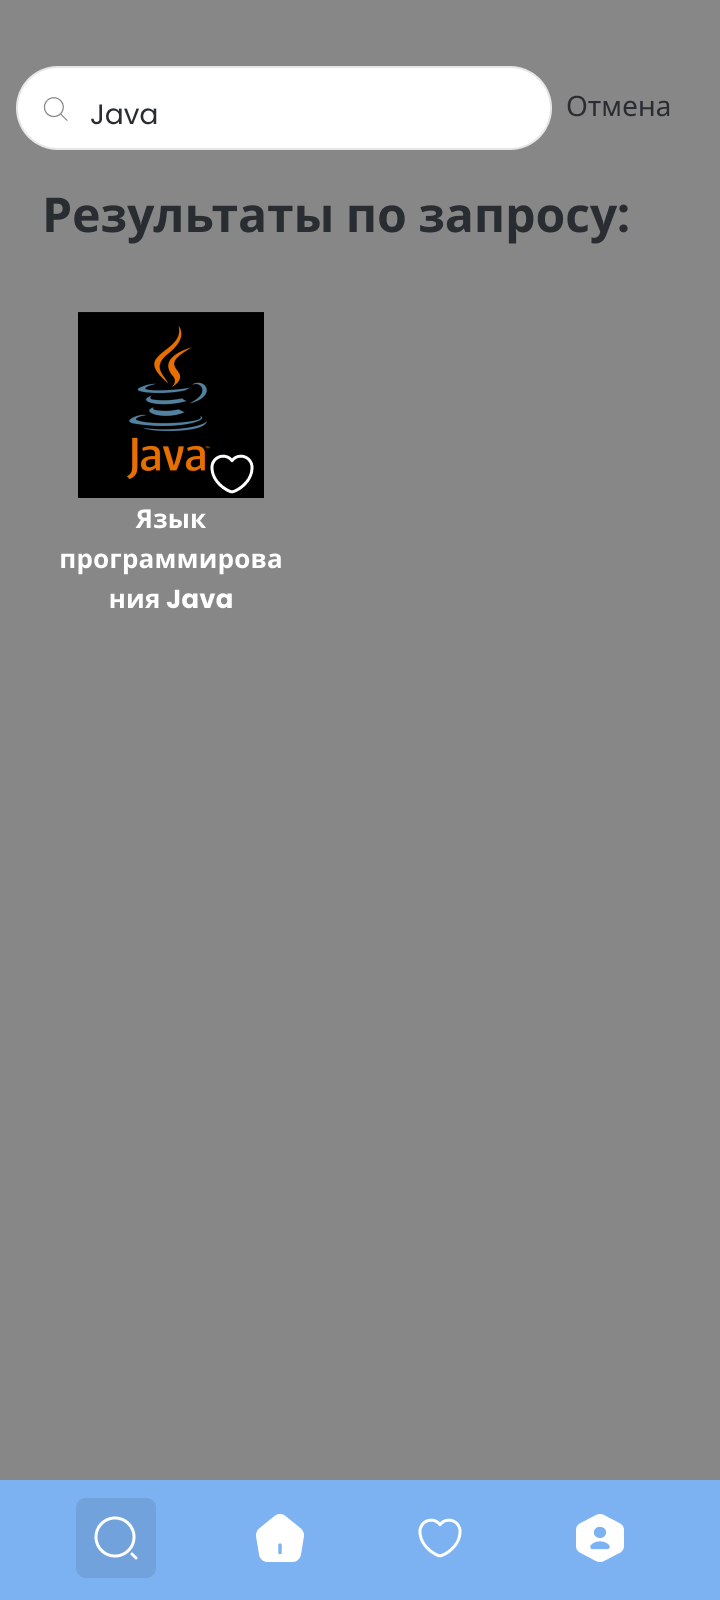 Java
Отмена
Результаты по запросу:
Java
Язык
программирова
ния Java